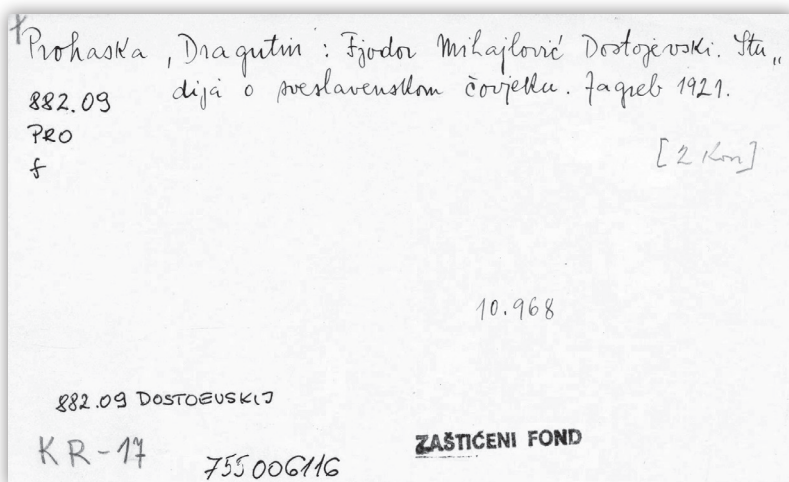 Prohaska, Dragutin : Fjodor Mihajlović Dostojevski. Stu„
dija o sveslavenskom čovjeku. Zagreb 1921.
882.09
PRO
f
[2 kom]
10.968
882.09 DOSTOEVSKIJ
KR-17
755006116
ZAŠTIĆENI FOND